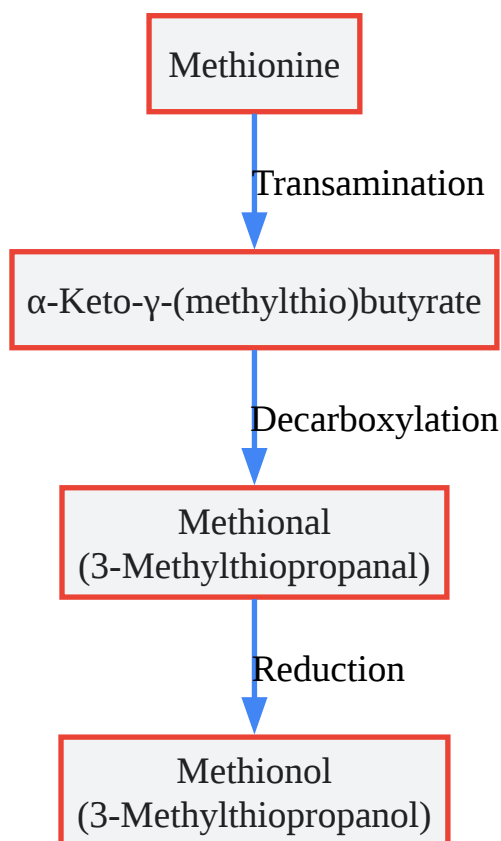 Methionine
Transamination
α-Keto-γ-(methylthio)butyrate
Decarboxylation
Methional
(3-Methylthiopropanal)
Reduction
Methionol
(3-Methylthiopropanol)